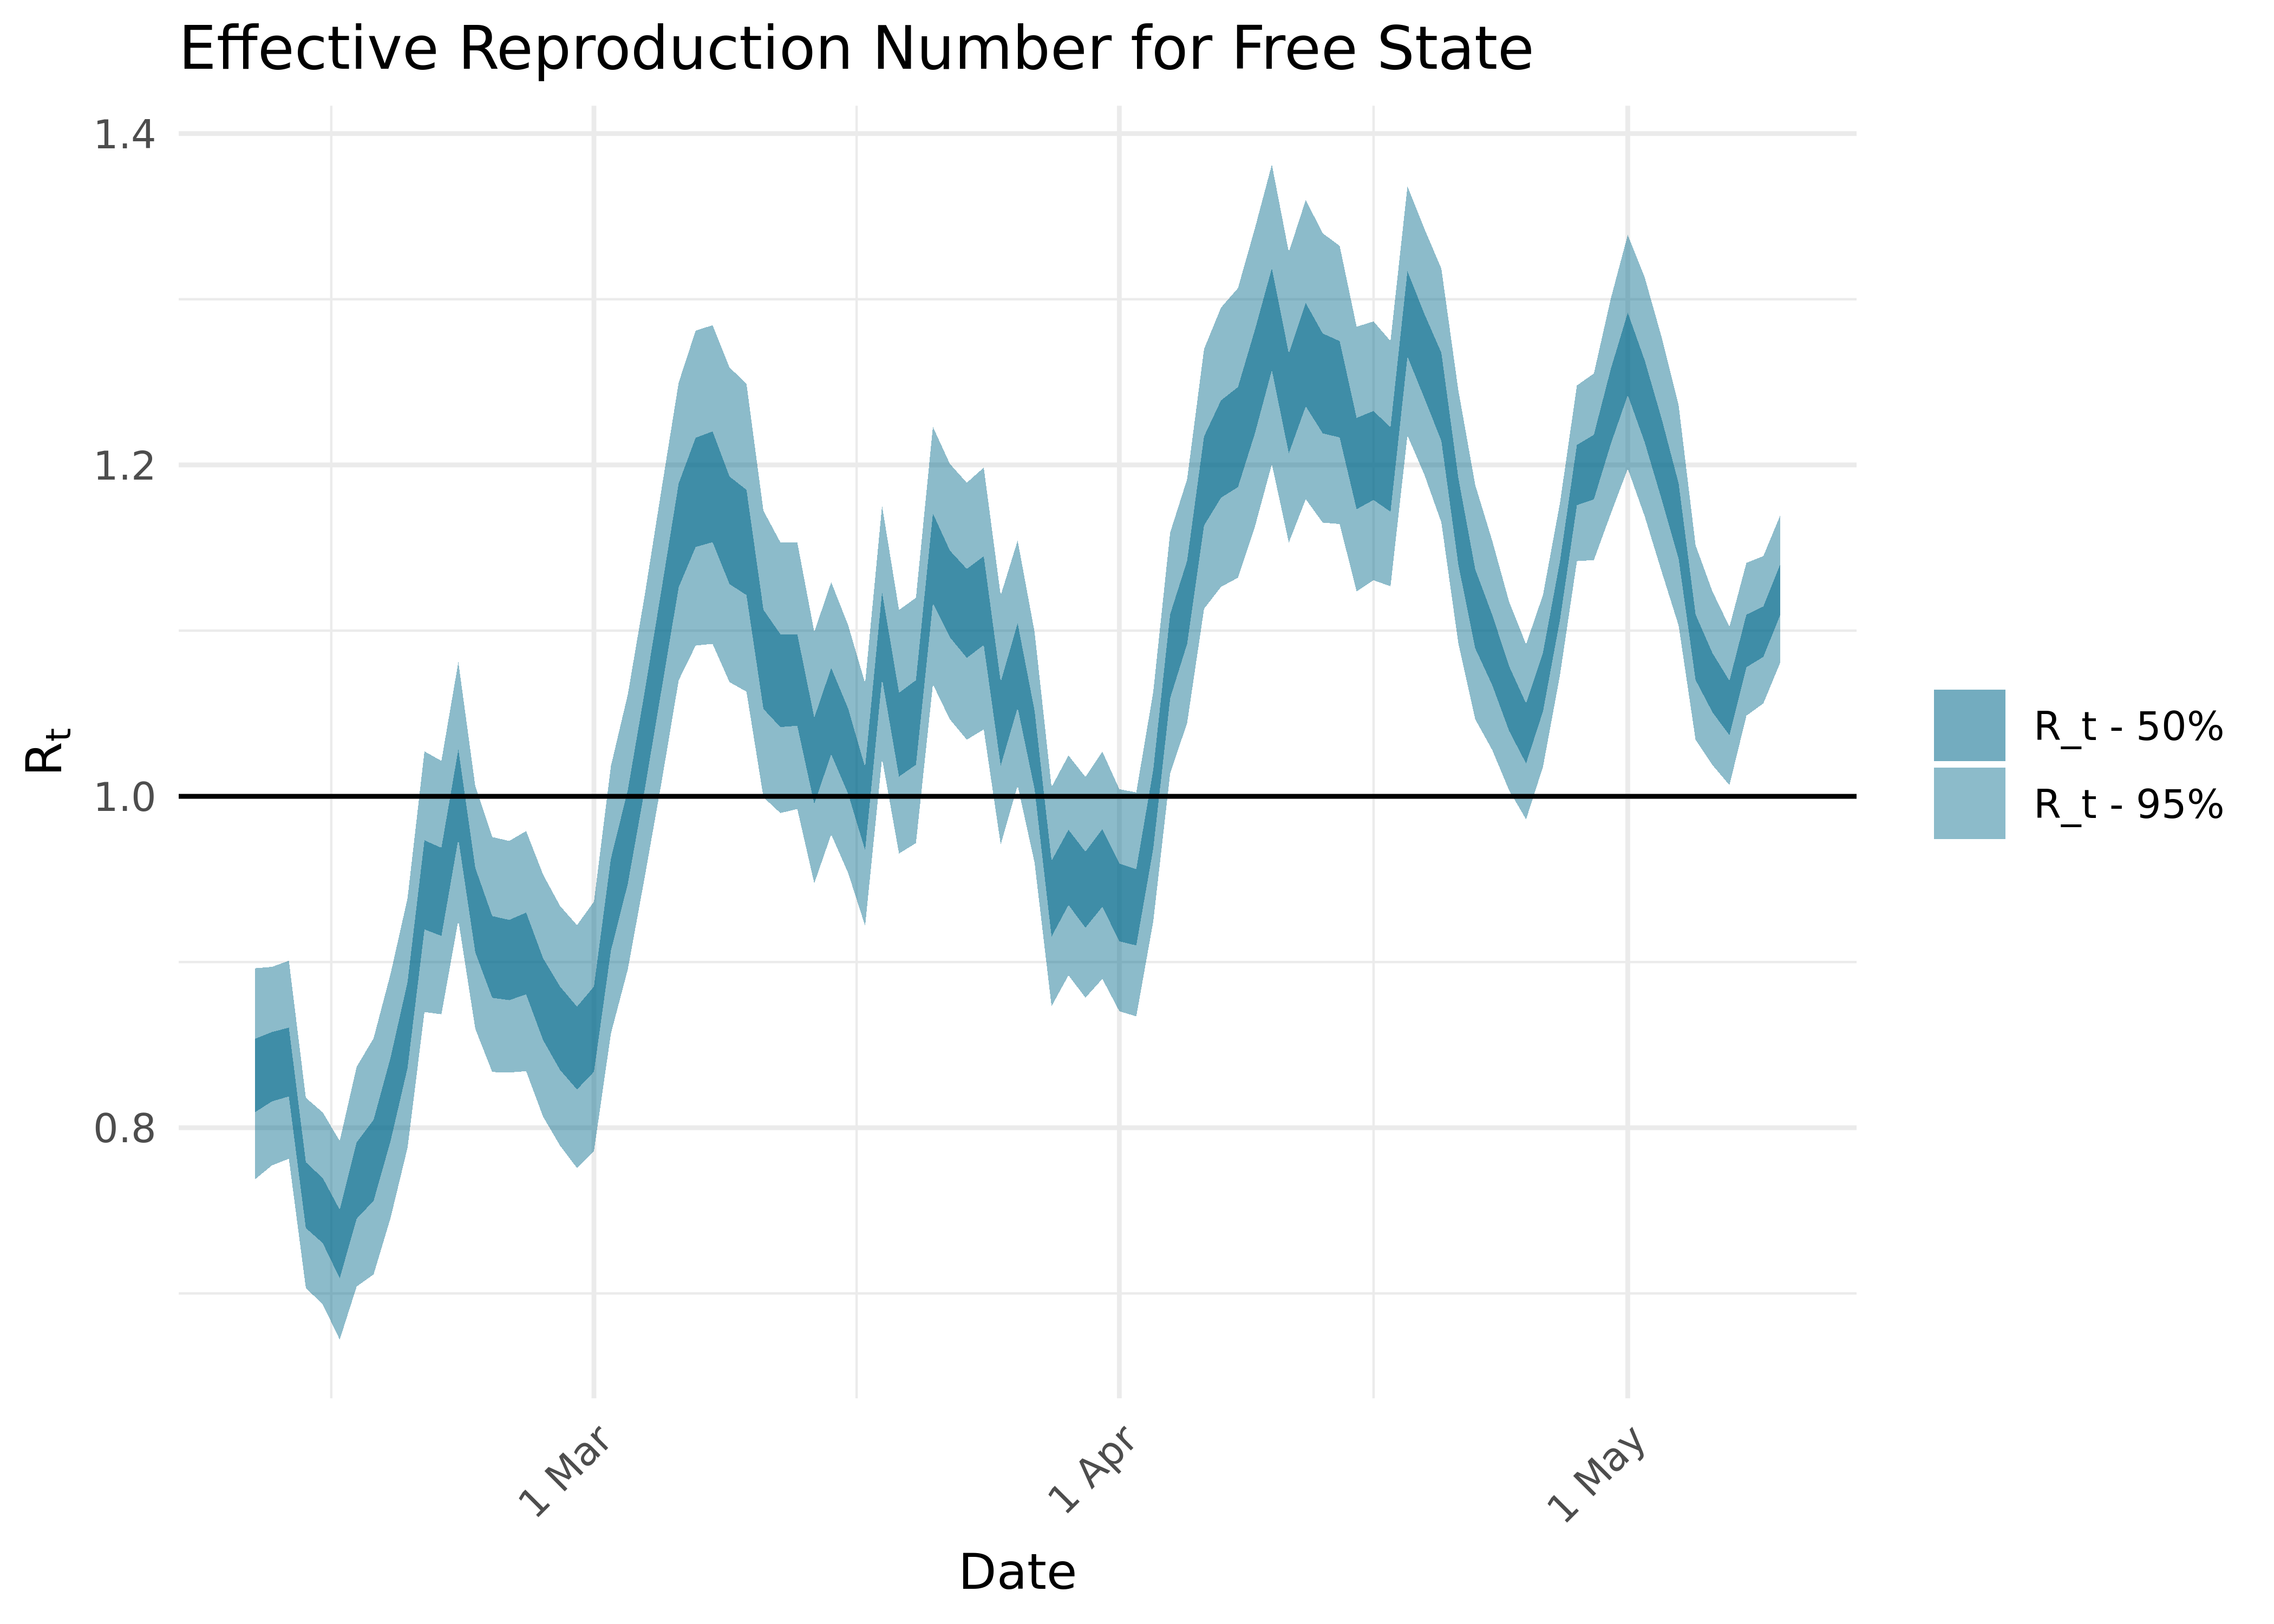 Effective Reproduction Number for Free State
1.4
1.2
1.0
0.8
Rt
1 Mar
1 Apr
1 May
Date
R_t - 50%
R_t - 95%